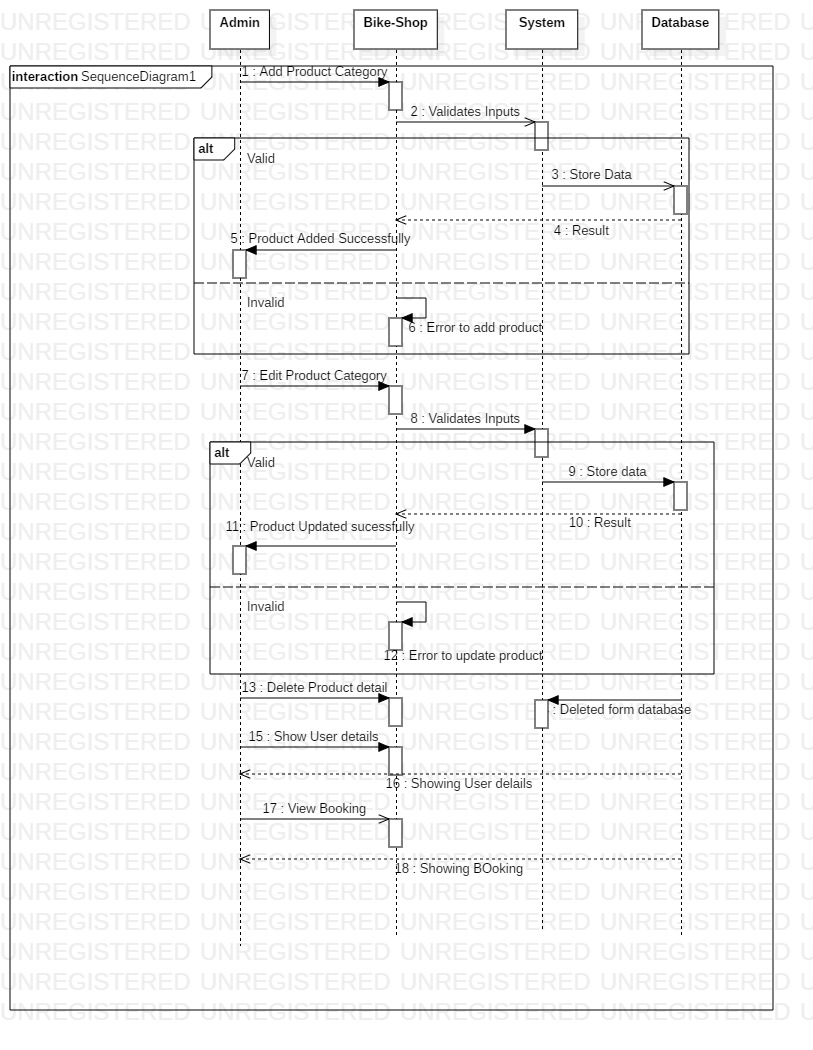 Admin
Bike-Shop
System
Database
interaction SequenceDiagram1
1 : Add Product Category
2 : Validates Inputs
alt
Valid
3 : Store Data
4 : Result
5 : Product Added Successfully
Invalid
6 : Error to add product
7 : Edit Product Category
8 : Validates Inputs
alt
Valid
9 : Store data
10 : Result
11 : Product Updated sucessfully
Invalid
12 : Error to update product
13 : Delete Product detail
: Deleted form database
15 : Show User details
16 : Showing User delails
17 : View Booking
18 : Showing BOoking
UNREGISTERED